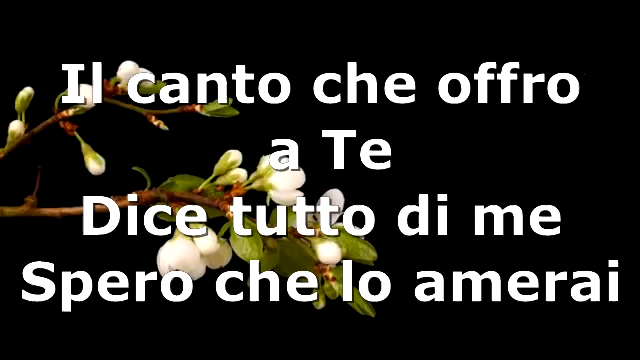 Il canto che offro
a Te
Dice tutto di me
Spero che lo amerai